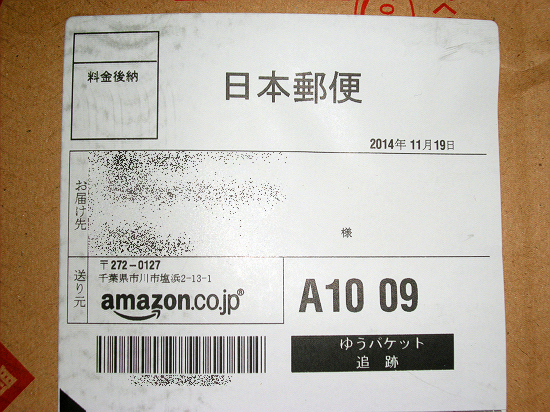 料金後納
日本郵便
2014年 11月19日
お届け先
様
送り元
〒272-0127
千葉県市川市塩浜2-13-1
amazon.co.jp®
A10 09
ゆうパケット
追跡